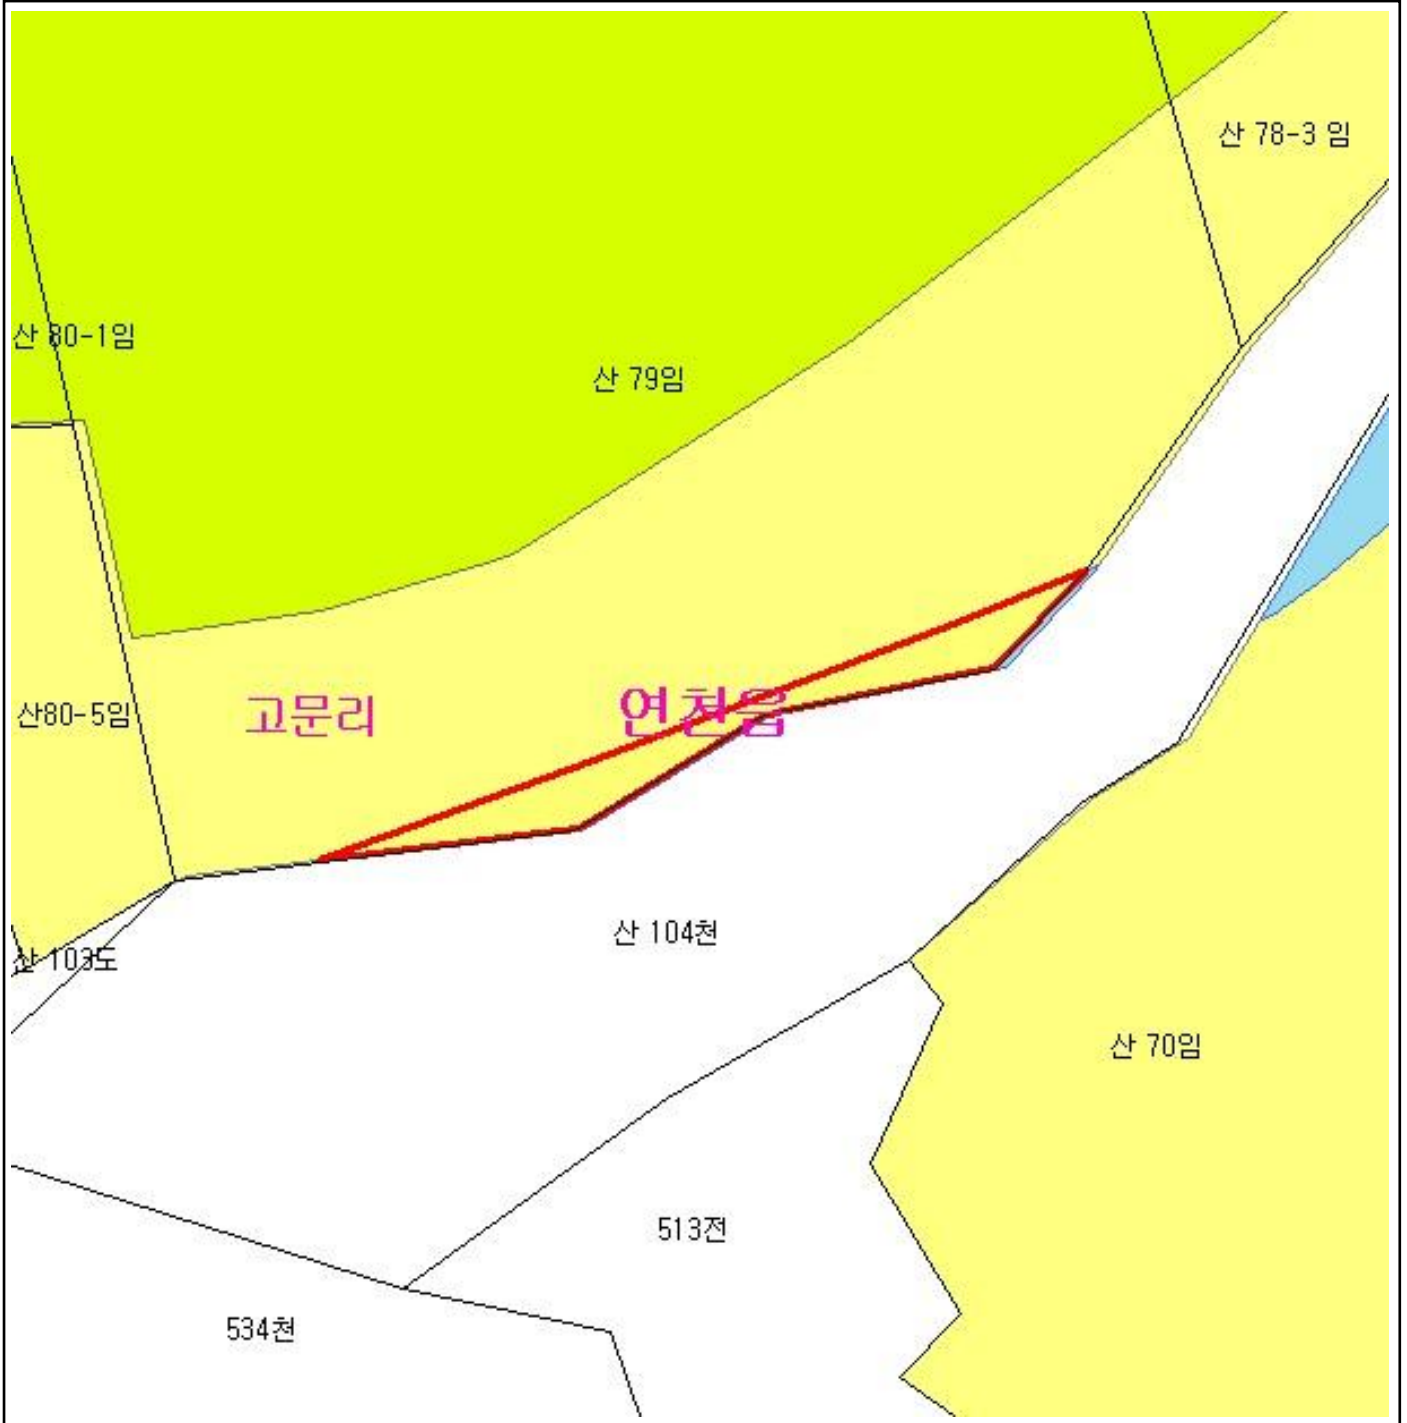 산 78-3 임
산 80-1임
산 79임
산80-5임
고문리
연천읍
산 104천
산 103도
산 70임
513전
534천